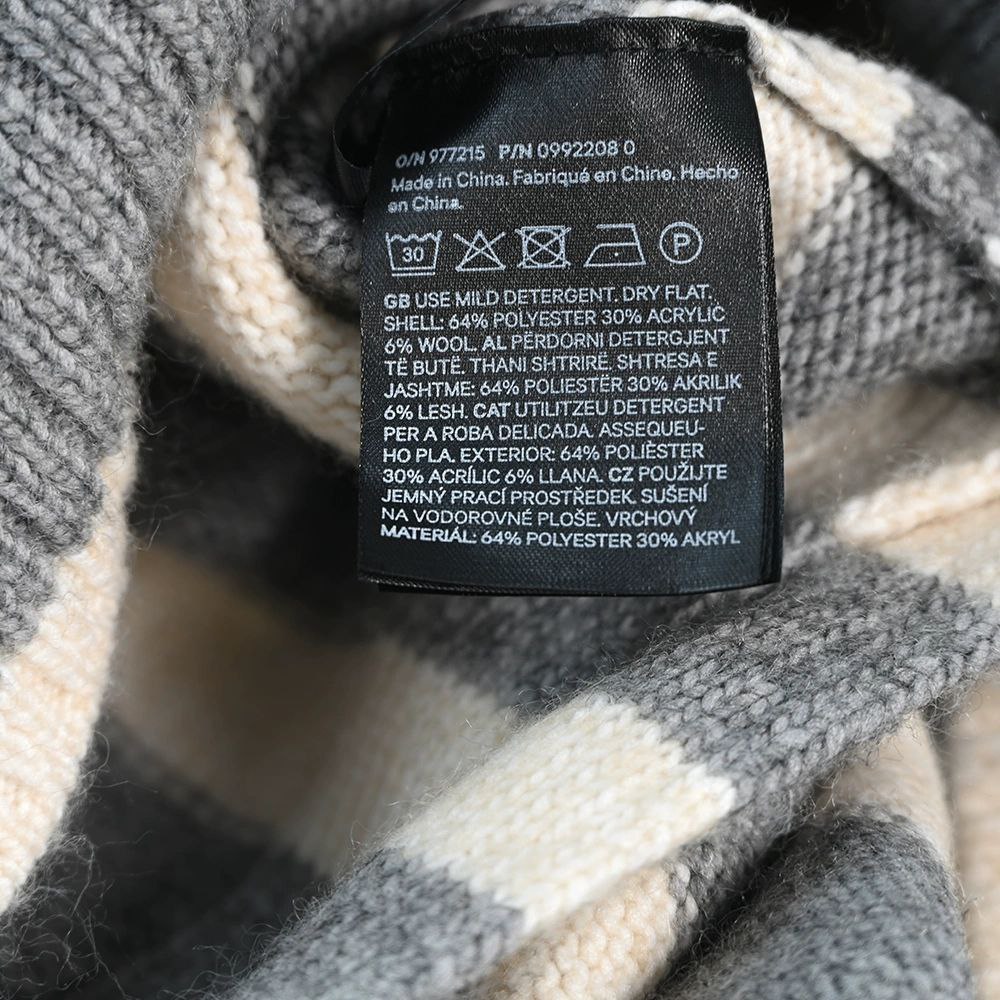 O/N 977215 P/N 0992208 0
Made in China. Fabriqué en Chine. Hecho
en China.
30
P
GB USE MILD DETERGENT. DRY FLAT.
SHELL: 64% POLYESTER 30% ACRYLIC
6% WOOL. AL PËRDORNI DETERGJENT
TË BUTË. THANI SHTRIRË. SHTRESA E
JASHTME: 64% POLIESTËR 30% AKRILIK
6% LESH. CAT UTILITZEU DETERGENT
PER A ROBA DELICADA. ASSEQUEU-
HO PLA. EXTERIOR: 64% POLIÈSTER
30% ACRÍLIC 6% LLANA. CZ POUŽIJTE
JEMNÝ PRACÍ PROSTŘEDEK. SUŠENÍ
NA VODOROVNÉ PLOŠE. VRCHOVÝ
MATERIÁL: 64% POLYESTER 30% AKRYL